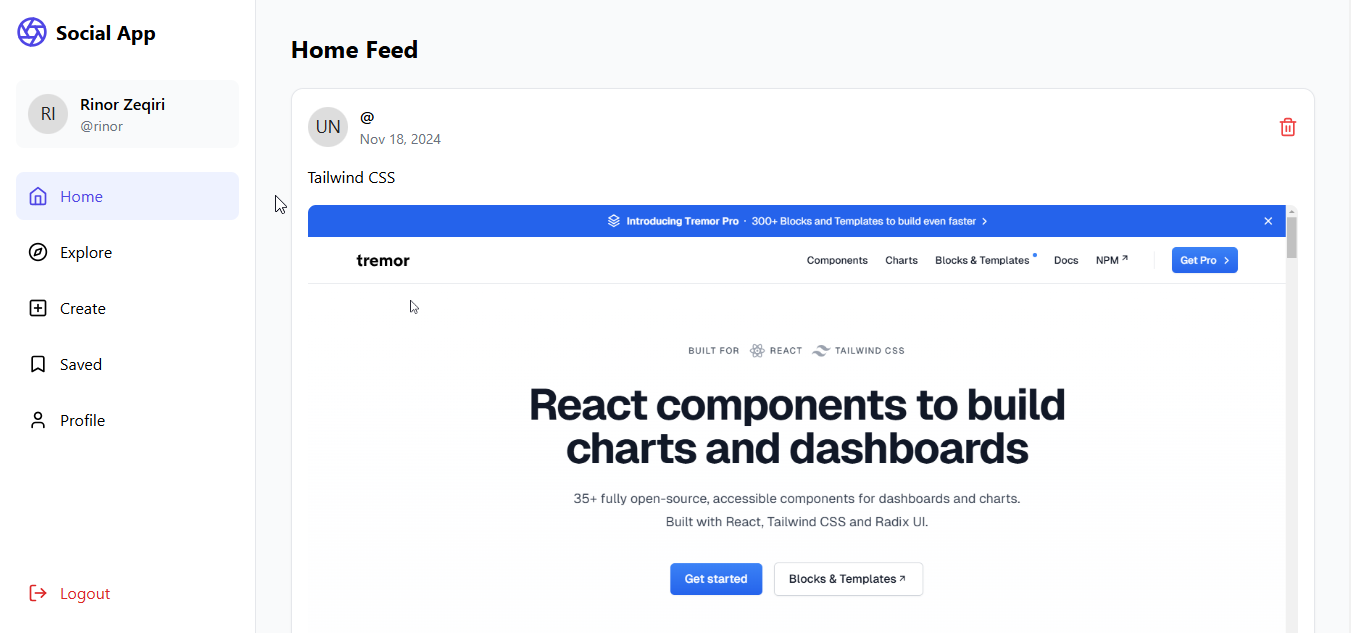 Social App
RI
Rinor Zeqiri
@rinor
Home
Explore
Create
Saved
Profile
Logout
Home Feed
UN
@
Nov 18, 2024
Tailwind CSS
Introducing Tremor Pro · 300+ Blocks and Templates to build even faster
tremor
Components Charts Blocks & Templates Docs NPM Get Pro
BUILT FOR REACT TAILWIND CSS
React components to build
charts and dashboards
35+ fully open-source, accessible components for dashboards and charts.
Built with React, Tailwind CSS and Radix UI.
Get started Blocks & Templates